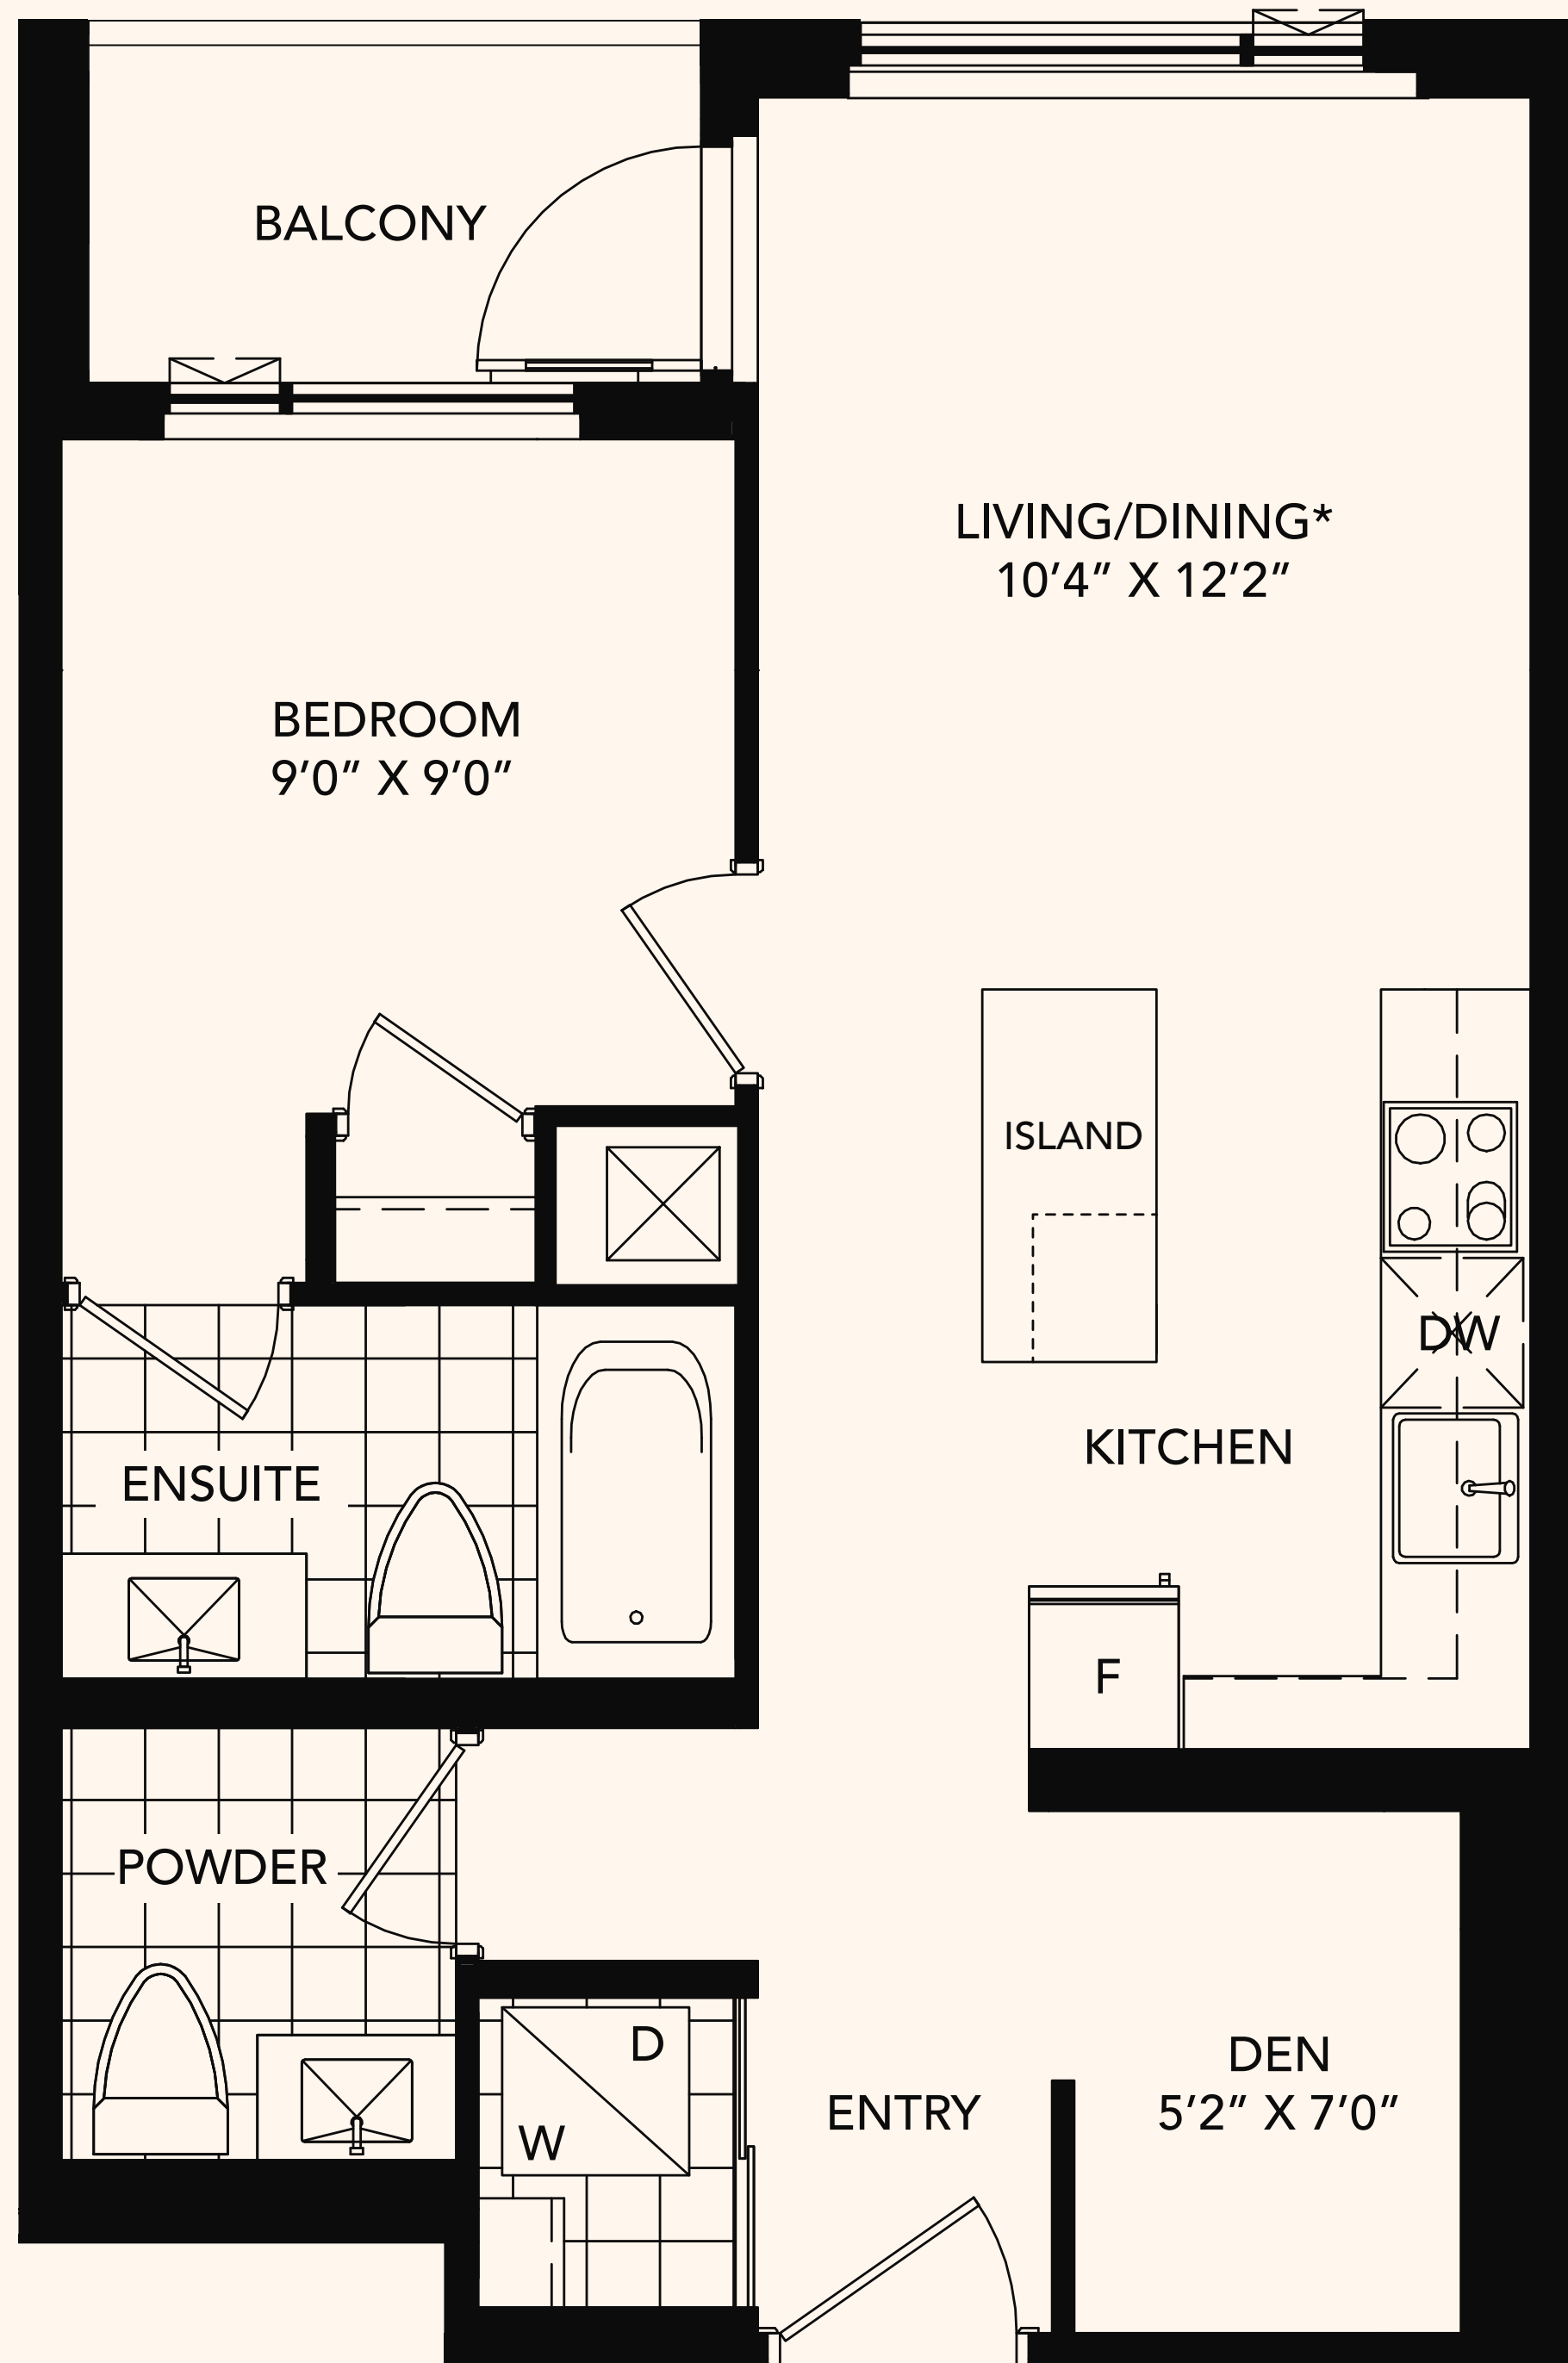 BALCONY
LIVING/DINING*
10’4” X 12’2”
BEDROOM
9’0” X 9’0”
ISLAND
DW
KITCHEN
ENSUITE
F
POWDER
D
W
ENTRY
DEN
5’2” X 7’0”